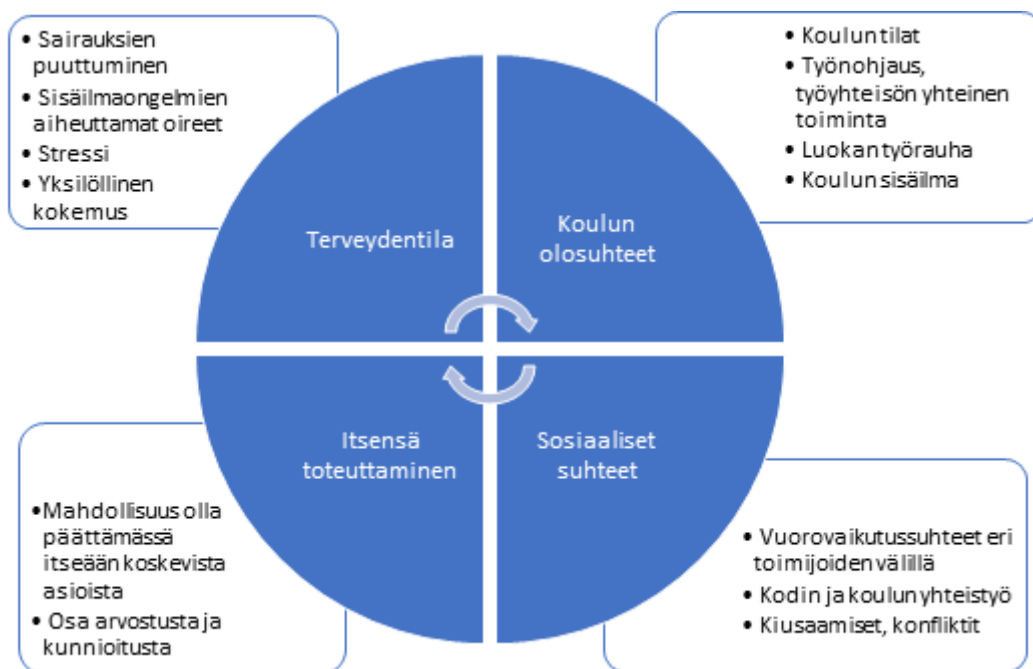 • Sairauksien
puuttuminen
• Sisäilmaongelmien
aiheuttamat oireet
• Stressi
• Yksilöllinen
kokemus
• Koulun tilat
• Työnohjaus,
työyhteisön yhteinen
toiminta
• Luokan työrauha
• Koulun sisäilma
Terveydentila
Koulun
olosuhteet
Itsensä
toteuttaminen
Sosiaaliset
suhteet
• Mahdollisuus olla
päättämässä
itseään koskevista
asioista
• Osa arvostusta ja
kunnioitusta
• Vuorovaikutussuhteet eri
toimijoiden välillä
• Kodin ja koulun yhteistyö
• Kiusaamiset, konfliktit